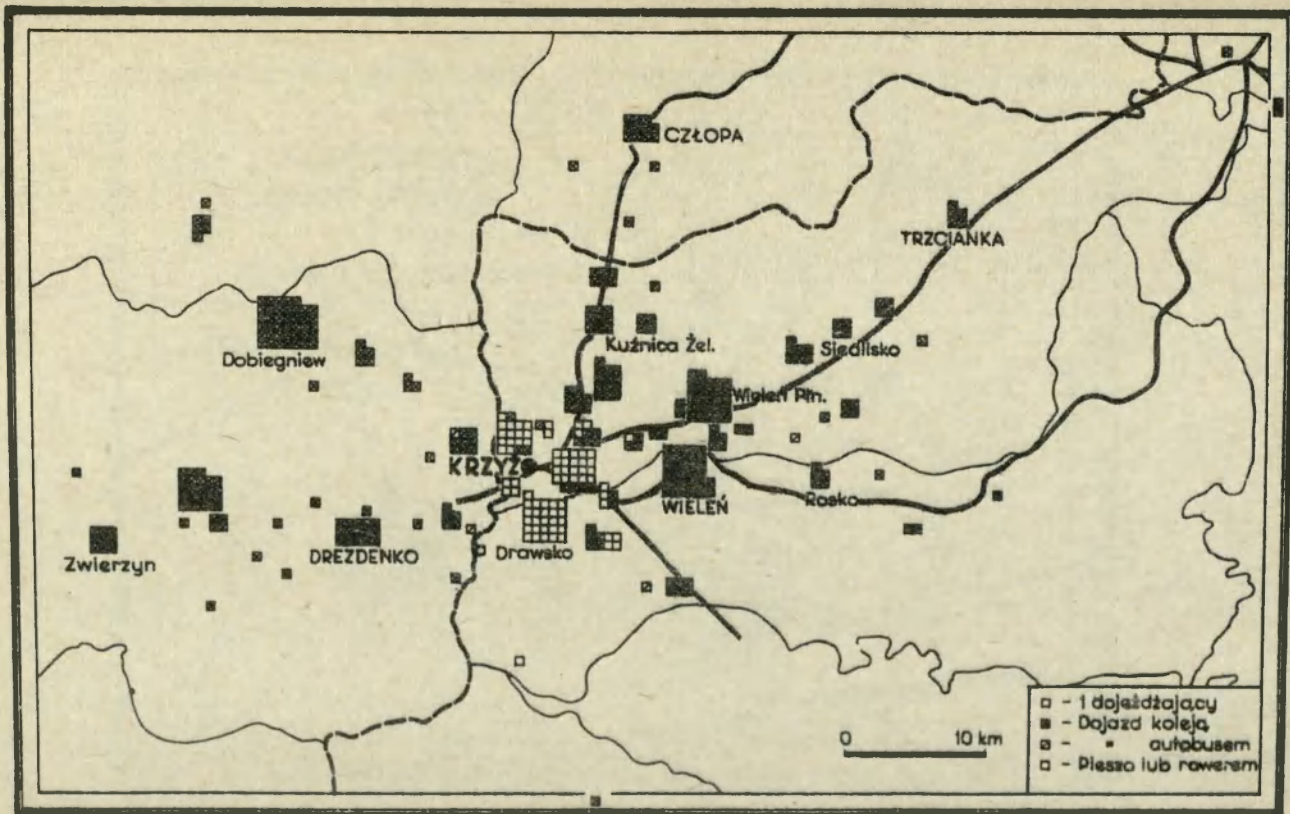 CZŁOPA
TRZCIANKA
Dobiegniew
Kuźnica Żel.
Siedlisko
Wieleń Płn.
KRZYŻ
WIELEŃ
Rosko
Zwierzyn
DREZDENKO
Drawsko
0 10 km
- 1 dojeżdżający
- Dojazd koleją
- " autobusem
- Pieszo lub rowerem